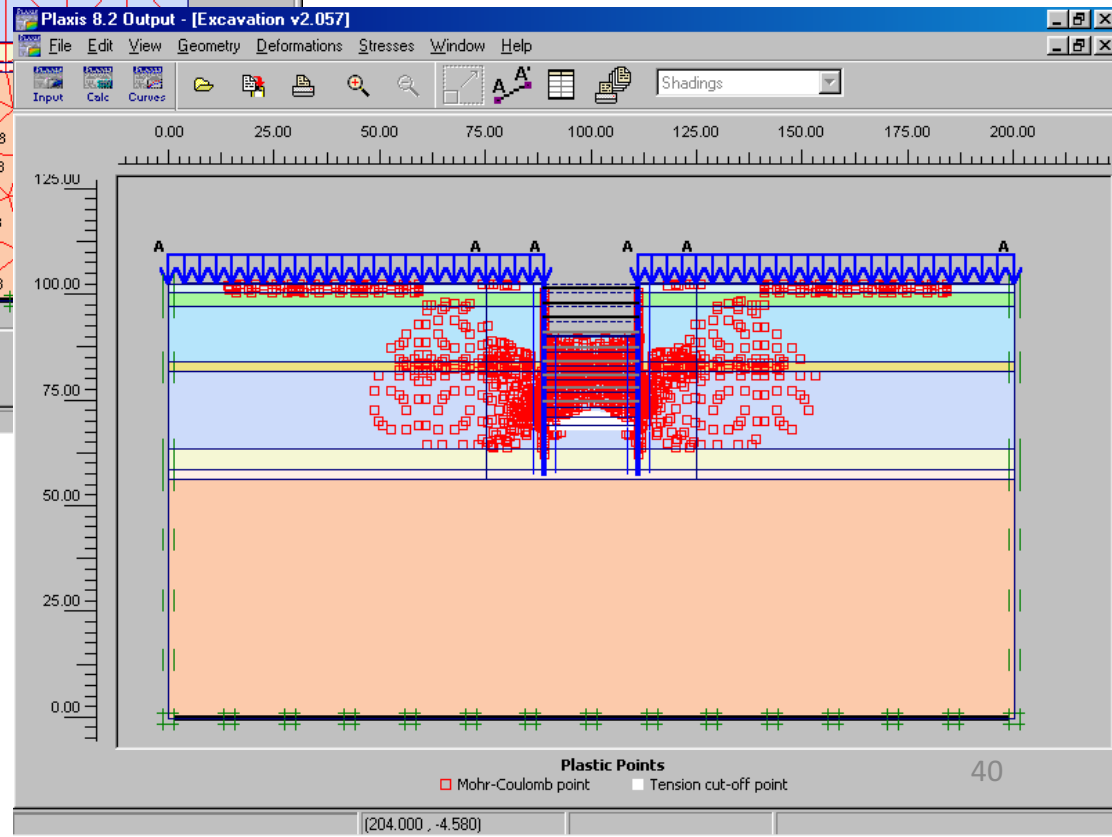 Plaxis 8.2 Output - [Excavation v2.057]
File Edit View Geometry Deformations Stresses Window Help
Input Calc Curves A A' Shadings
0.00 25.00 50.00 75.00 100.00 125.00 150.00 175.00 200.00
125.00
A A A A A A
100.00
75.00
50.00
25.00
0.00
Plastic Points
Mohr-Coulomb point Tension cut-off point
40
(204.000 , -4.580)